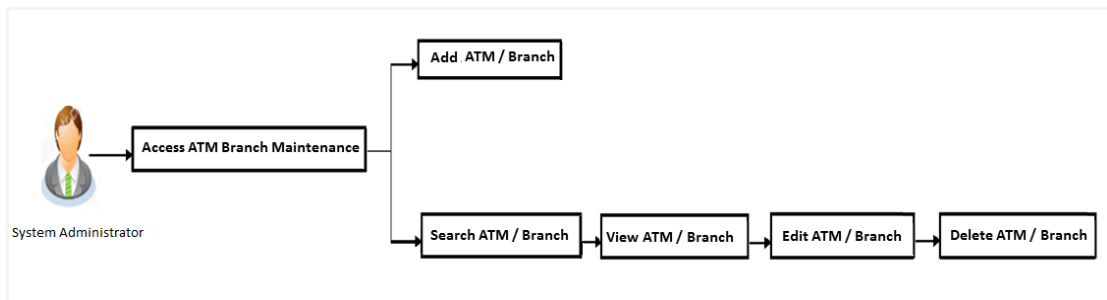 Add ATM / Branch
Access ATM Branch Maintenance
System Administrator
Search ATM / Branch
View ATM / Branch
Edit ATM / Branch
Delete ATM / Branch